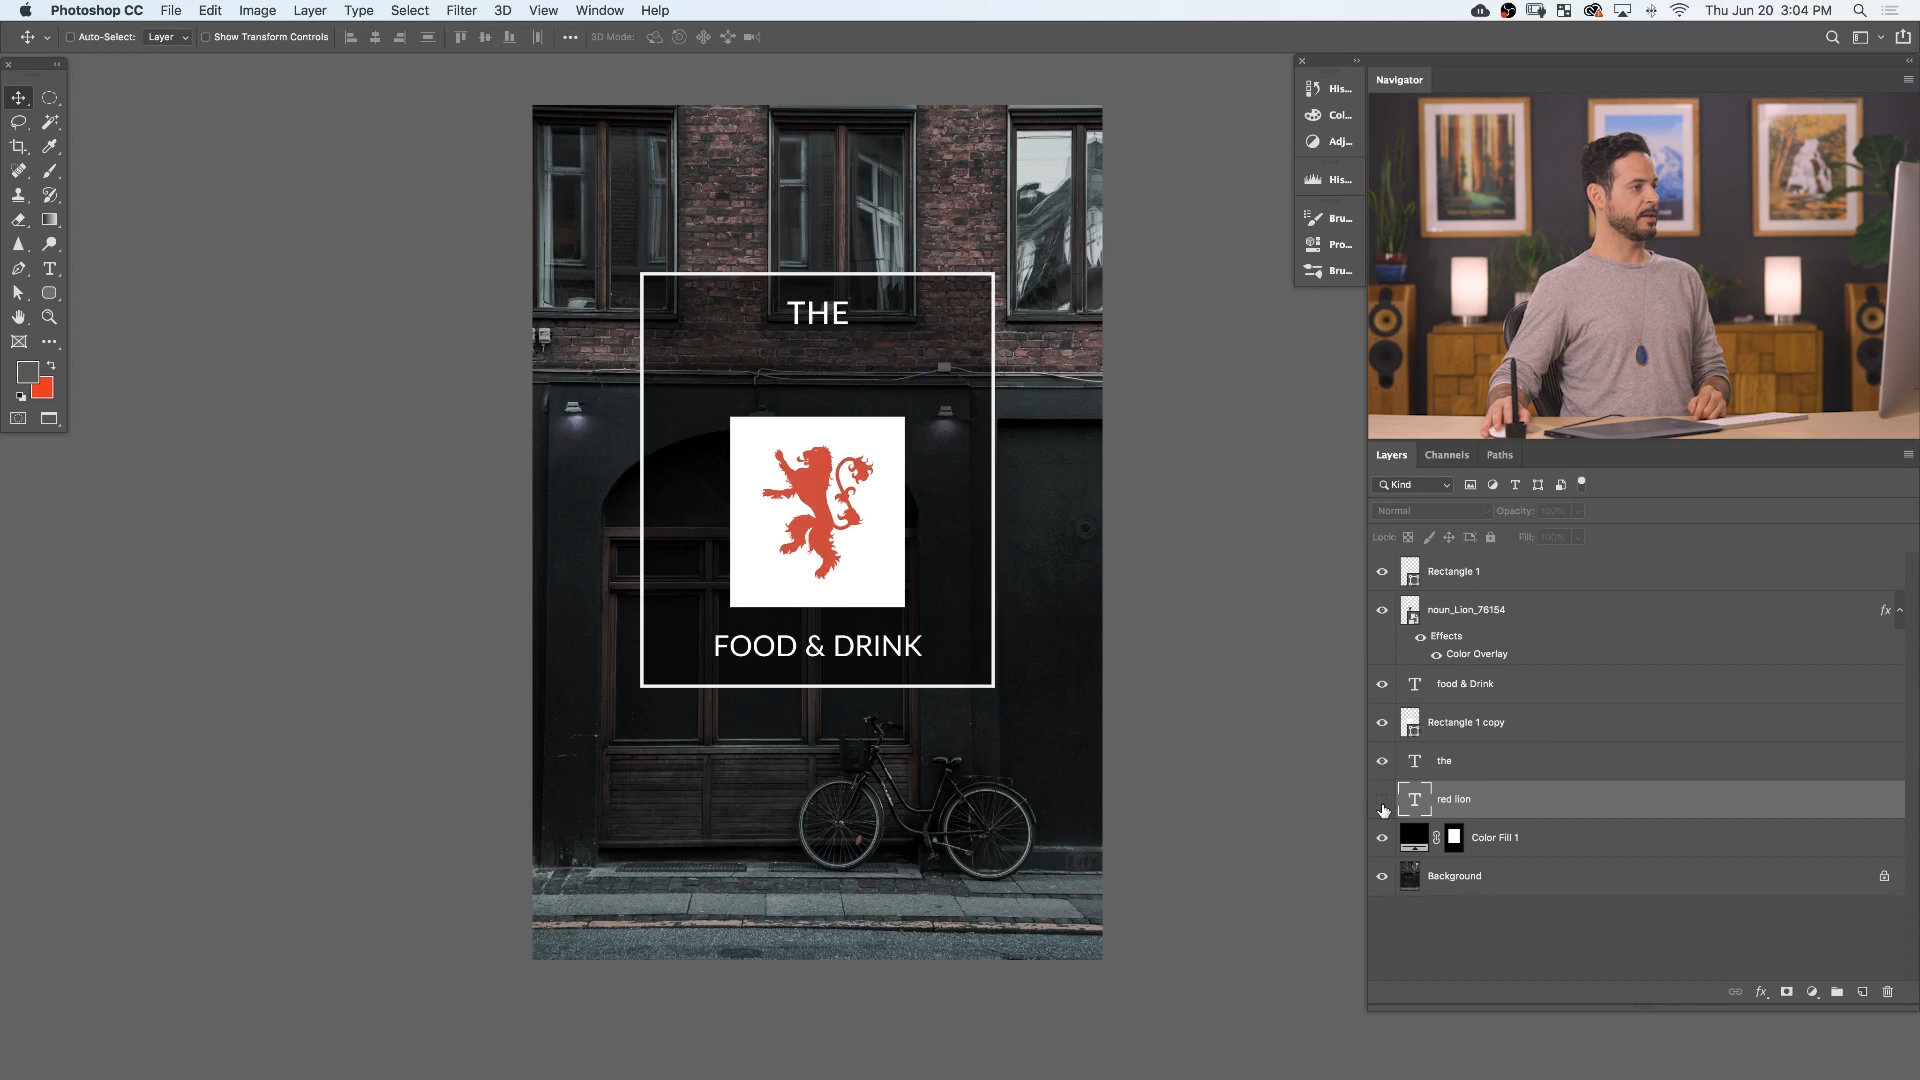 Photoshop CC File Edit Image Layer Type Select Filter 3D View Window Help Thu Jun 20 3:04 PM
Auto-Select: Layer Show Transform Controls 3D Mode:
Navigator
His...
Col...
Adj...
His...
Bru...
Pro...
Bru...
THE
FOOD & DRINK
Layers Channels Paths
Kind
Normal Opacity: 100%
Lock: Fill: 100%
Rectangle 1
noun_Lion_76154 fx
Effects
Color Overlay
T food & Drink
Rectangle 1 copy
T the
T red lion
Color Fill 1
Background
fx